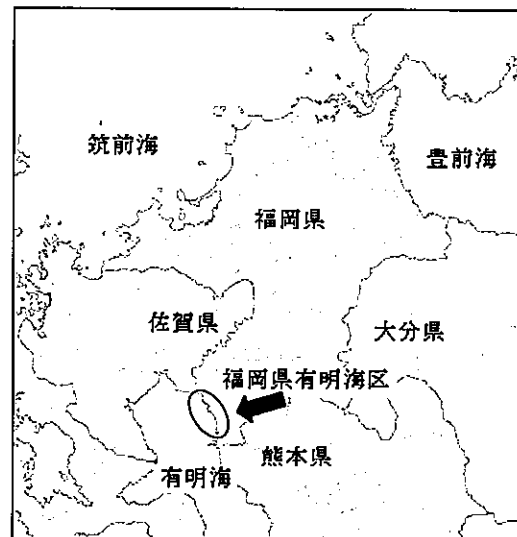 筑前海
豊前海
福岡県
佐賀県
大分県
福岡県有明海区
有明海
熊本県